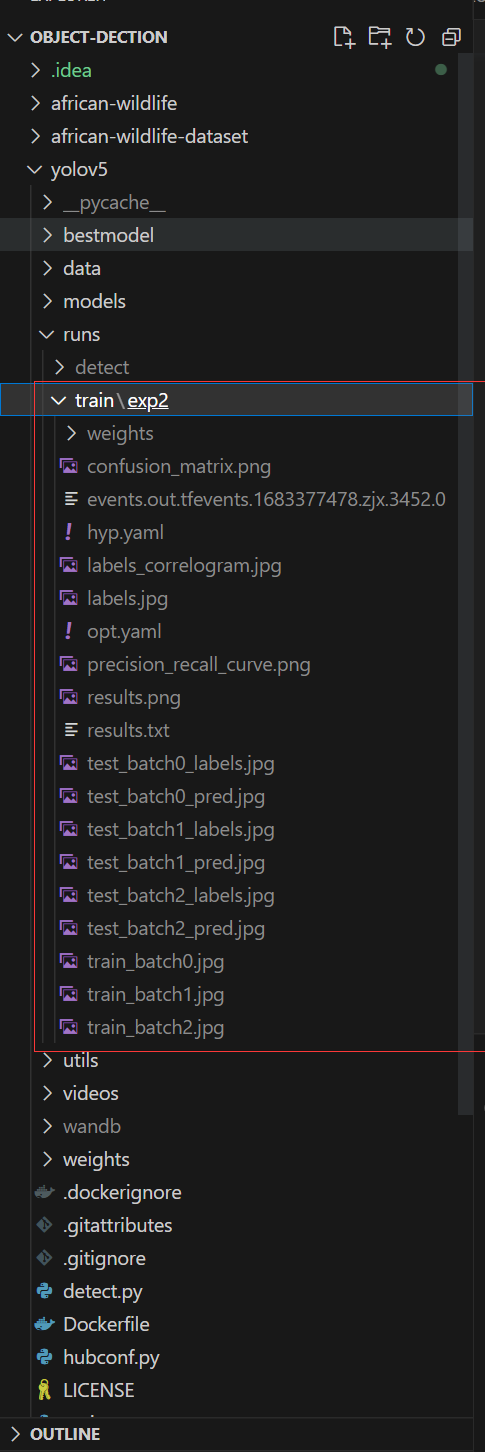 OBJECT-DECTION
.idea
african-wildlife
african-wildlife-dataset
yolov5
__pycache__
bestmodel
data
models
runs
detect
train\exp2
weights
confusion_matrix.png
events.out.tfevents.1683377478.zjx.3452.0
hyp.yaml
labels_correlogram.jpg
labels.jpg
opt.yaml
precision_recall_curve.png
results.png
results.txt
test_batch0_labels.jpg
test_batch0_pred.jpg
test_batch1_labels.jpg
test_batch1_pred.jpg
test_batch2_labels.jpg
test_batch2_pred.jpg
train_batch0.jpg
train_batch1.jpg
train_batch2.jpg
utils
videos
wandb
weights
.dockerignore
.gitattributes
.gitignore
detect.py
Dockerfile
hubconf.py
LICENSE
OUTLINE